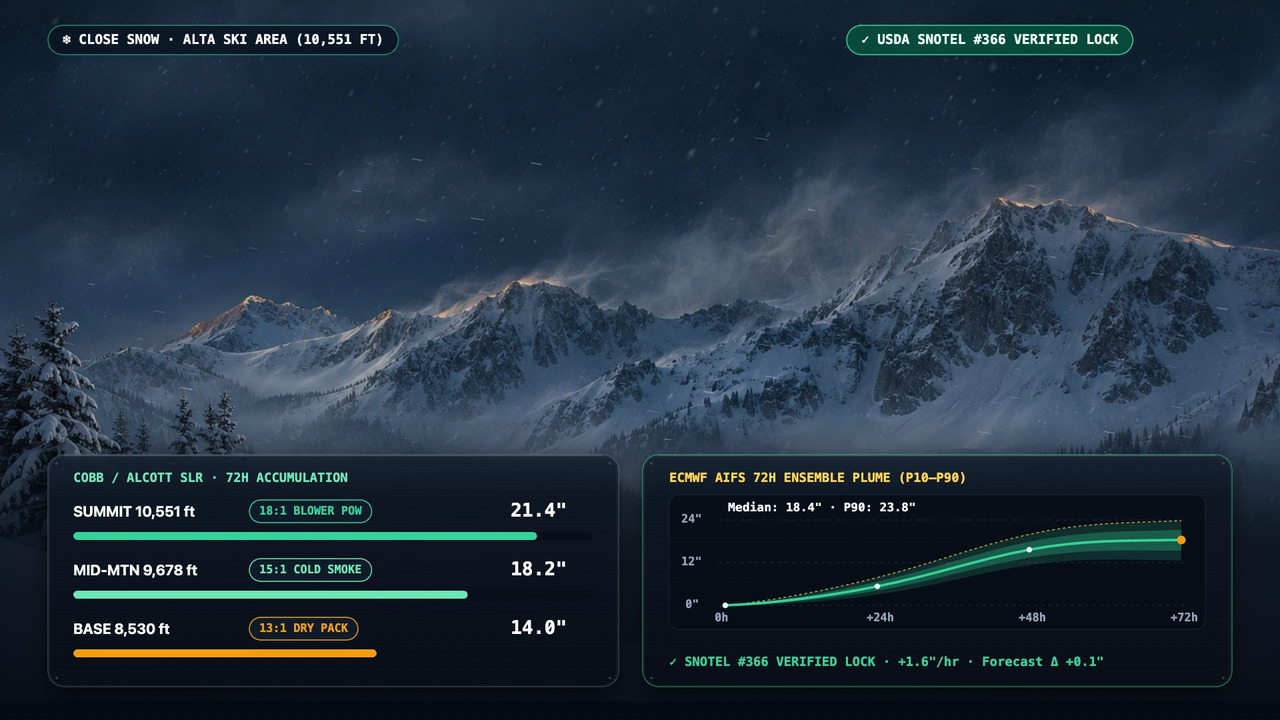 ❄ CLOSE SNOW · ALTA SKI AREA (10,551 FT)
✓ USDA SNOTEL #366 VERIFIED LOCK
COBB / ALCOTT SLR · 72H ACCUMULATION
SUMMIT 10,551 ft 18:1 BLOWER POW 21.4"
MID-MTN 9,678 ft 15:1 COLD SMOKE 18.2"
BASE 8,530 ft 13:1 DRY PACK 14.0"
ECMWF AIFS 72H ENSEMBLE PLUME (P10–P90)
Median: 18.4" · P90: 23.8"
24"
12"
0"
0h +24h +48h +72h
✓ SNOTEL #366 VERIFIED LOCK · +1.6"/hr · Forecast Δ +0.1"